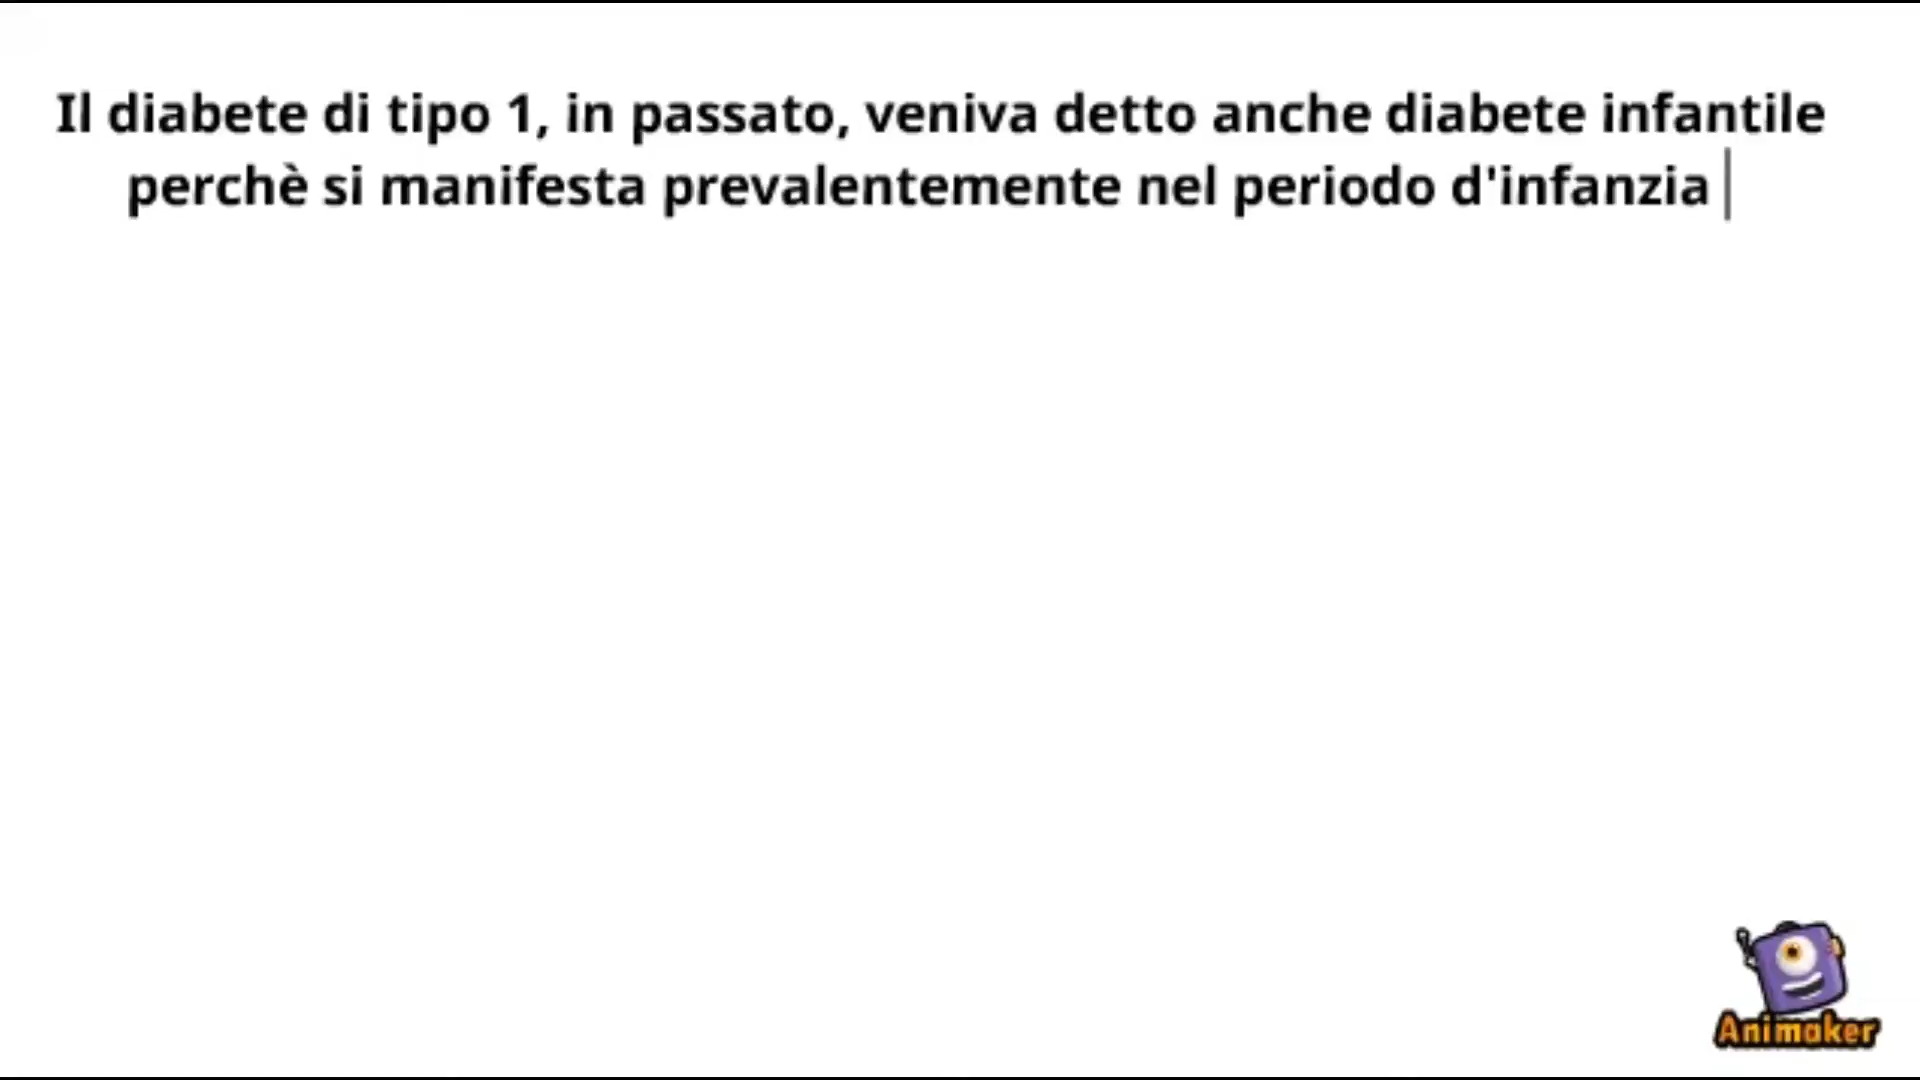 Il diabete di tipo 1, in passato, veniva detto anche diabete infantile
perchè si manifesta prevalentemente nel periodo d'infanzia
Animaker